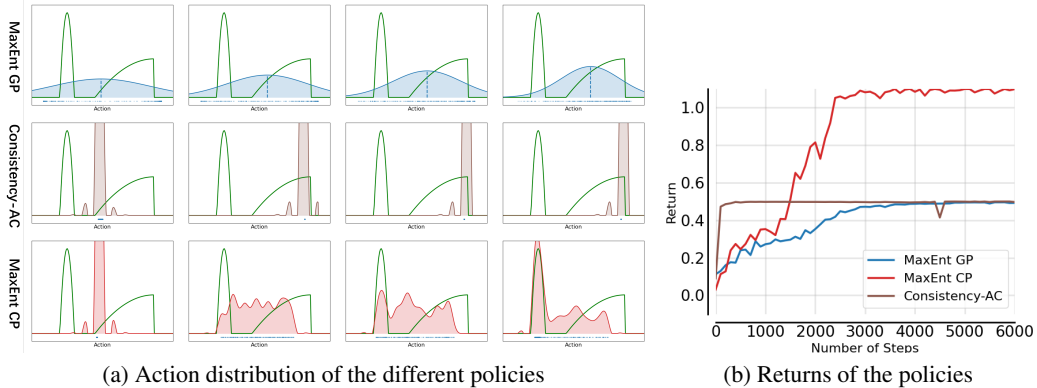 MaxEnt GP
Action
Action
Action
Action
Consistency-AC
Action
Action
Action
Action
MaxEnt CP
Action
Action
Action
Action
(a) Action distribution of the different policies
Return
1.0
0.8
0.6
0.4
0.2
0.0
MaxEnt GP
MaxEnt CP
Consistency-AC
0 1000 2000 3000 4000 5000 6000
Number of Steps
(b) Returns of the policies